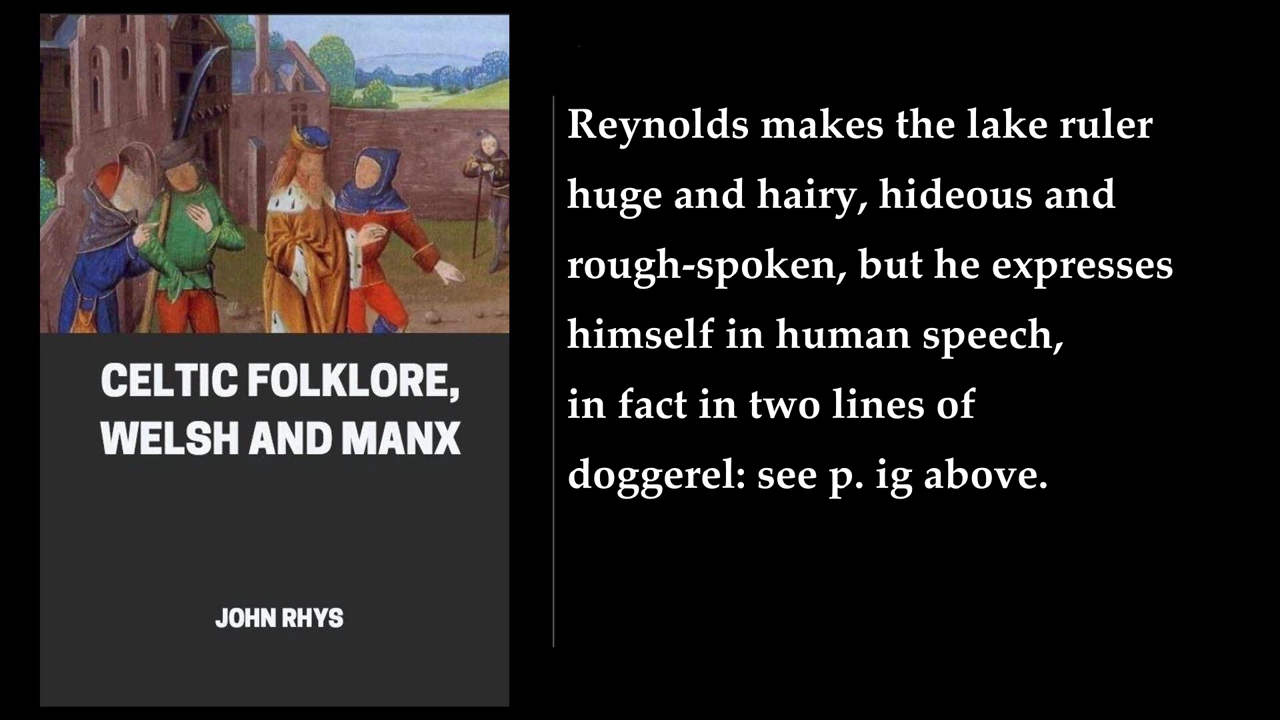 CELTIC FOLKLORE,
WELSH AND MANX
JOHN RHYS
Reynolds makes the lake ruler
huge and hairy, hideous and
rough-spoken, but he expresses
himself in human speech,
in fact in two lines of
doggerel: see p. ig above.